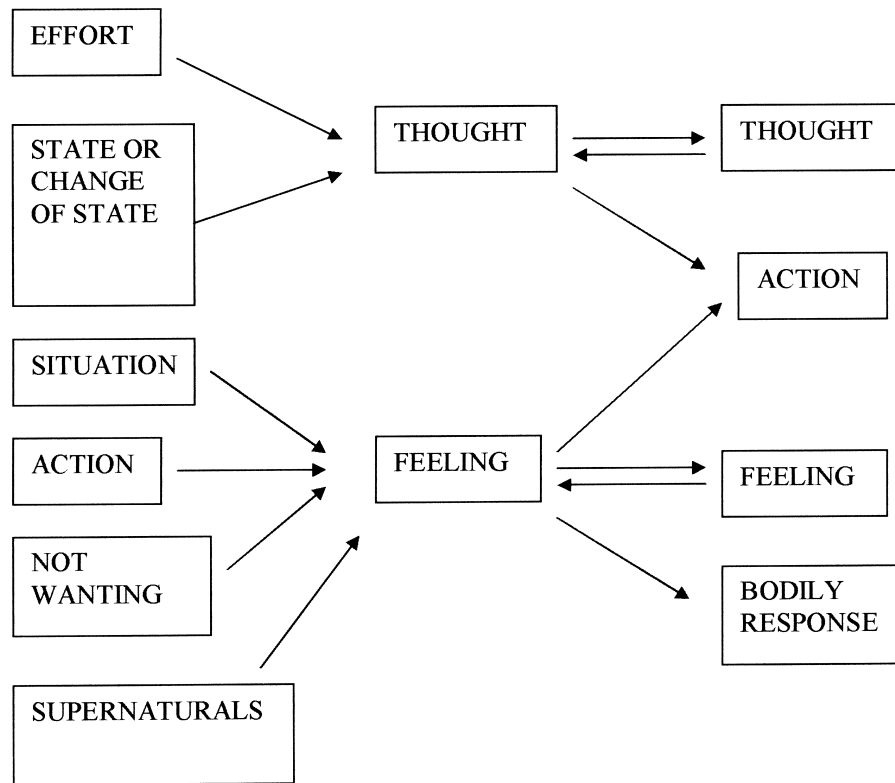 EFFORT
STATE OR
CHANGE
OF STATE
SITUATION
ACTION
NOT
WANTING
SUPERNATURALS
THOUGHT
FEELING
THOUGHT
ACTION
FEELING
BODILY
RESPONSE